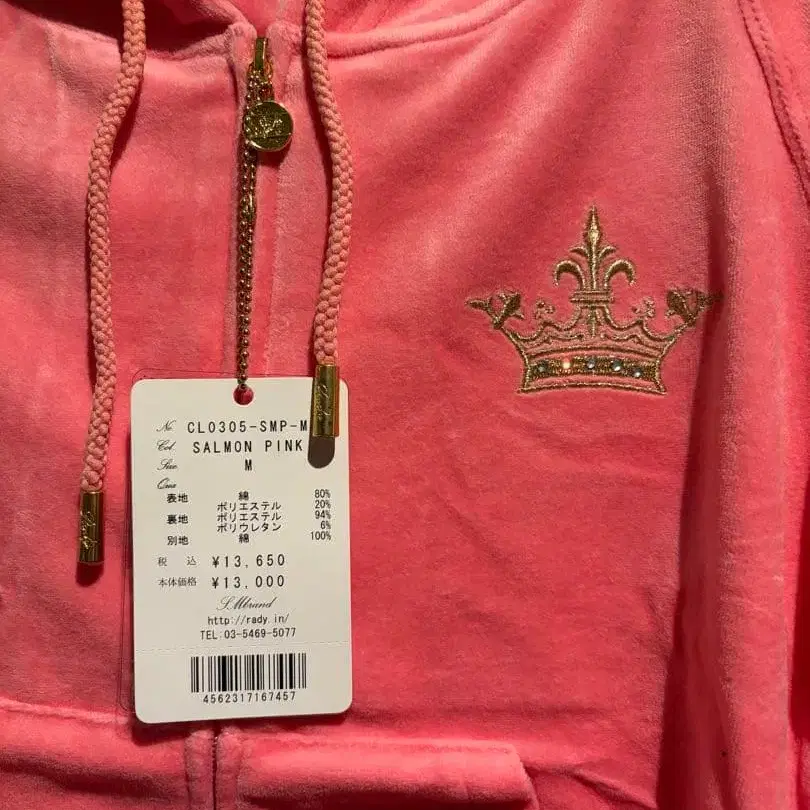 No. CL0305-SMP-M
Col. SALMON PINK
Size M
Qua
表地 綿 80%
ポリエステル 20%
裏地 ポリエステル 94%
ポリウレタン 6%
別地 綿 100%
税 込 ¥13,650
本体価格 ¥13,000
S.Mbrand
http://rady.in/
TEL:03-5469-5077
4562317167457